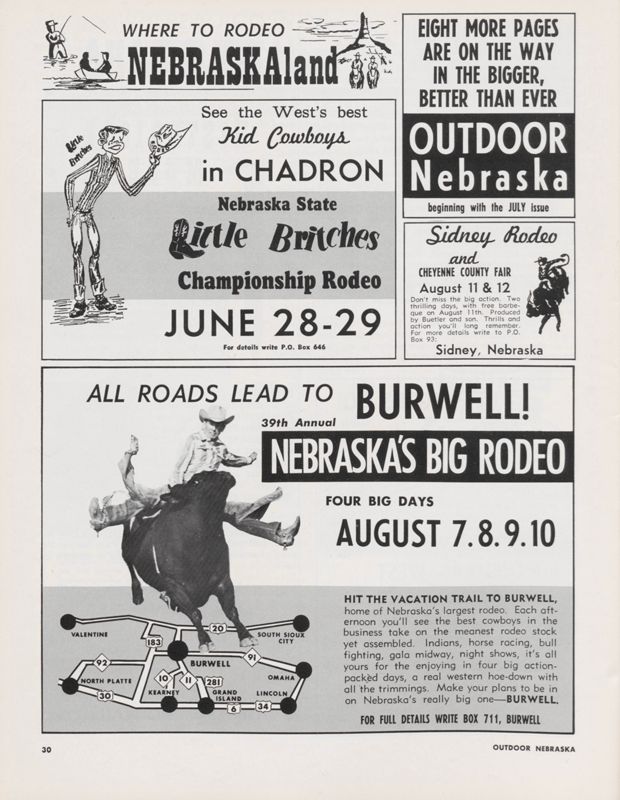 WHERE TO RODEO
NEBRASKAland
See the West's best
Kid Cowboys
in CHADRON
Little
Britches
Nebraska State
Little Britches
Championship Rodeo
JUNE 28-29
For details write P.O. Box 646
EIGHT MORE PAGES
ARE ON THE WAY
IN THE BIGGER,
BETTER THAN EVER
OUTDOOR
Nebraska
beginning with the JULY issue
Sidney Rodeo
and
CHEYENNE COUNTY FAIR
August 11 & 12
Don't miss the big action. Two
thrilling days, with free barbe-
que on August 11th. Produced
by Buetler and son. Thrills and
action you'll long remember.
For more details write to P.O.
Box 93:
Sidney, Nebraska
ALL ROADS LEAD TO BURWELL!
39th Annual
NEBRASKA'S BIG RODEO
FOUR BIG DAYS
AUGUST 7.8.9.10
VALENTINE
20
SOUTH SIOUX
CITY
183
BURWELL
91
92
NORTH PLATTE
30
10
KEARNEY
11
281
GRAND
ISLAND
6
OMAHA
LINCOLN
34
HIT THE VACATION TRAIL TO BURWELL,
home of Nebraska's largest rodeo. Each aft-
ernoon you'll see the best cowboys in the
business take on the meanest rodeo stock
yet assembled. Indians, horse racing, bull
fighting, gala midway, night shows, it's all
yours for the enjoying in four big action-
packed days, a real western hoe-down with
all the trimmings. Make your plans to be in
on Nebraska's really big one—BURWELL.
FOR FULL DETAILS WRITE BOX 711, BURWELL
30
OUTDOOR NEBRASKA